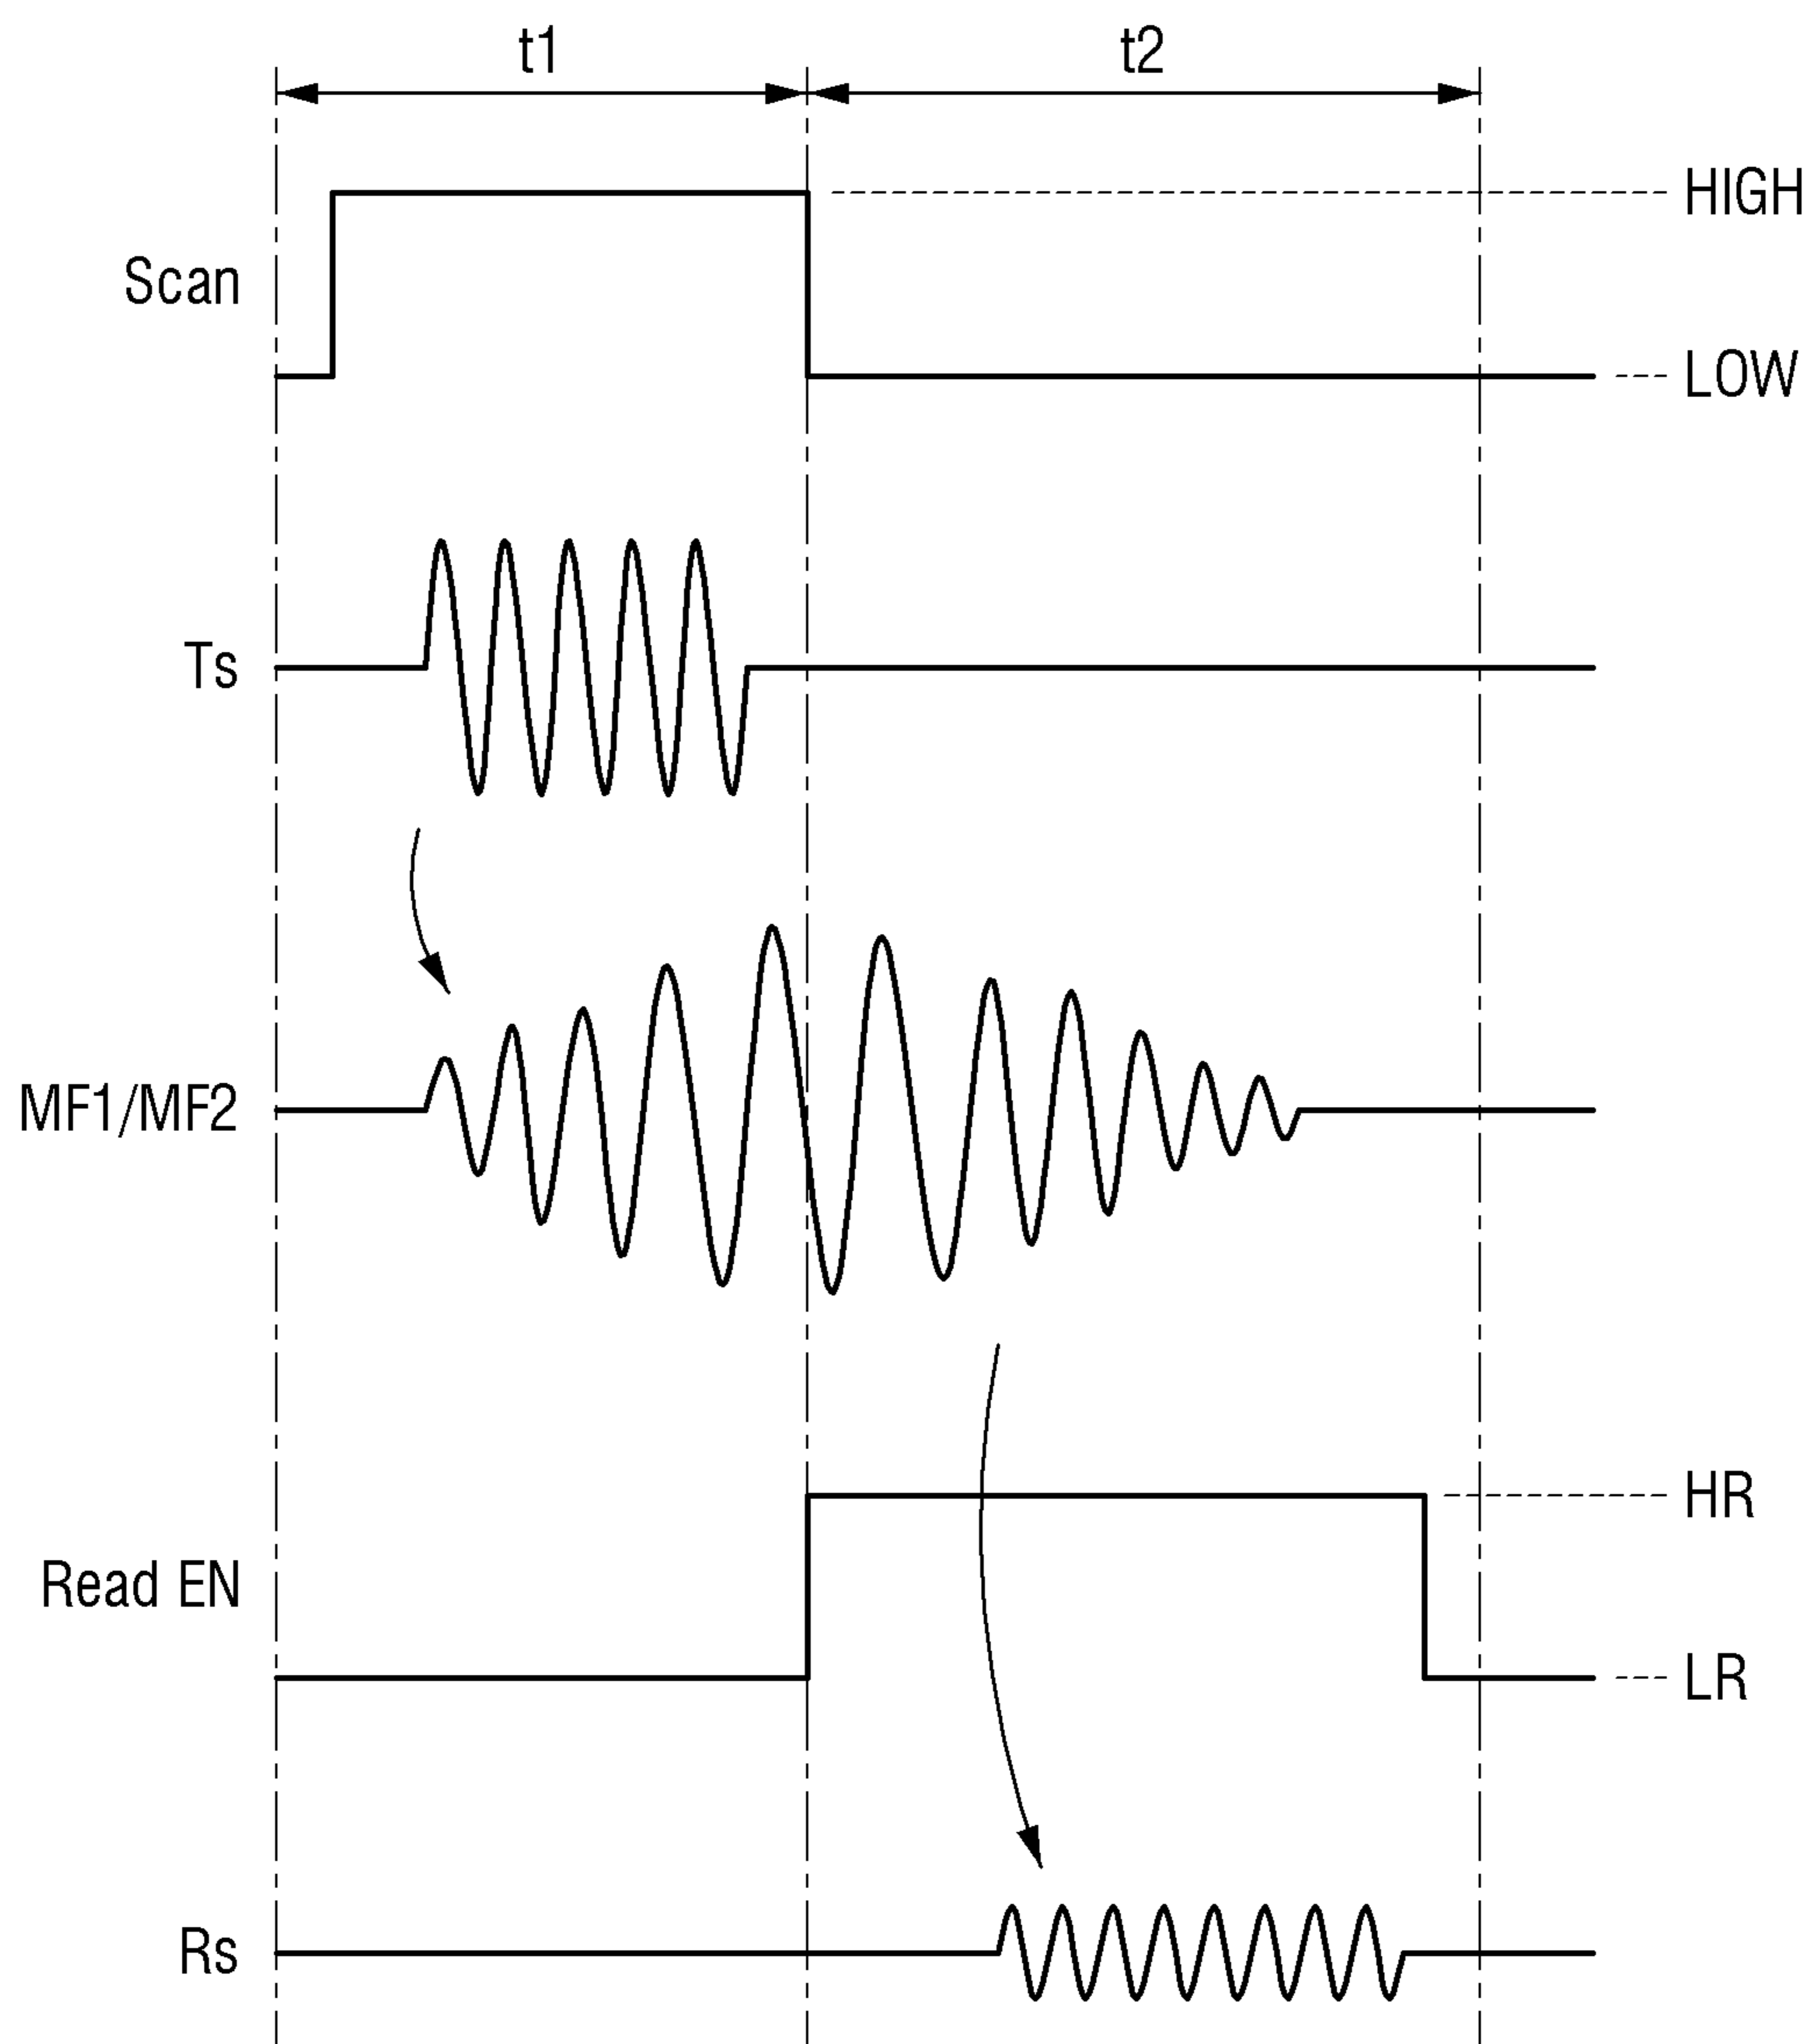 t1 t2
HIGH
Scan
LOW
Ts
MF1/MF2
HR
Read EN
LR
Rs